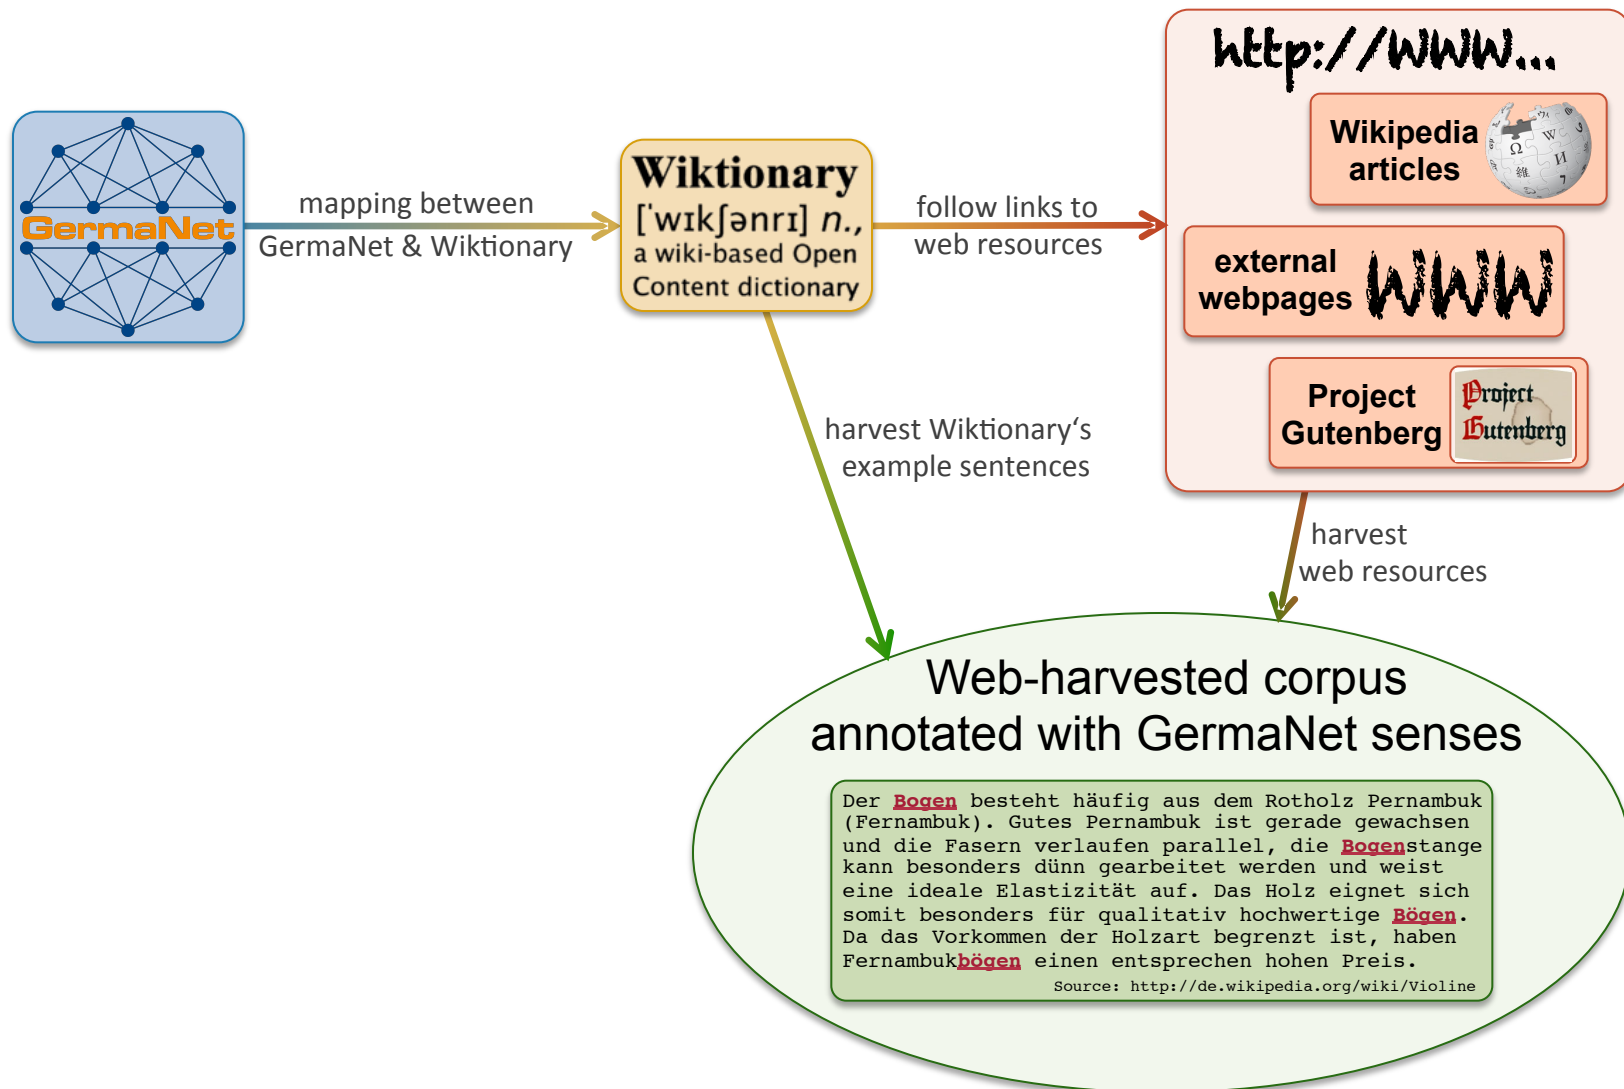 GermaNet
mapping between
GermaNet & Wiktionary
Wiktionary
['wɪkʃənrɪ] n.,
a wiki-based Open
Content dictionary
follow links to
web resources
http://WWW...
Wikipedia
articles
Ω W И 維 ウィ
external
webpages
WWW
Project
Gutenberg
Project
Gutenberg
harvest Wiktionary‘s
example sentences
harvest
web resources
Web-harvested corpus
annotated with GermaNet senses
Der Bogen besteht häufig aus dem Rotholz Pernambuk
(Fernambuk). Gutes Pernambuk ist gerade gewachsen
und die Fasern verlaufen parallel, die Bogenstange
kann besonders dünn gearbeitet werden und weist
eine ideale Elastizität auf. Das Holz eignet sich
somit besonders für qualitativ hochwertige Bögen.
Da das Vorkommen der Holzart begrenzt ist, haben
Fernambukbögen einen entsprechen hohen Preis.
Source: http://de.wikipedia.org/wiki/Violine